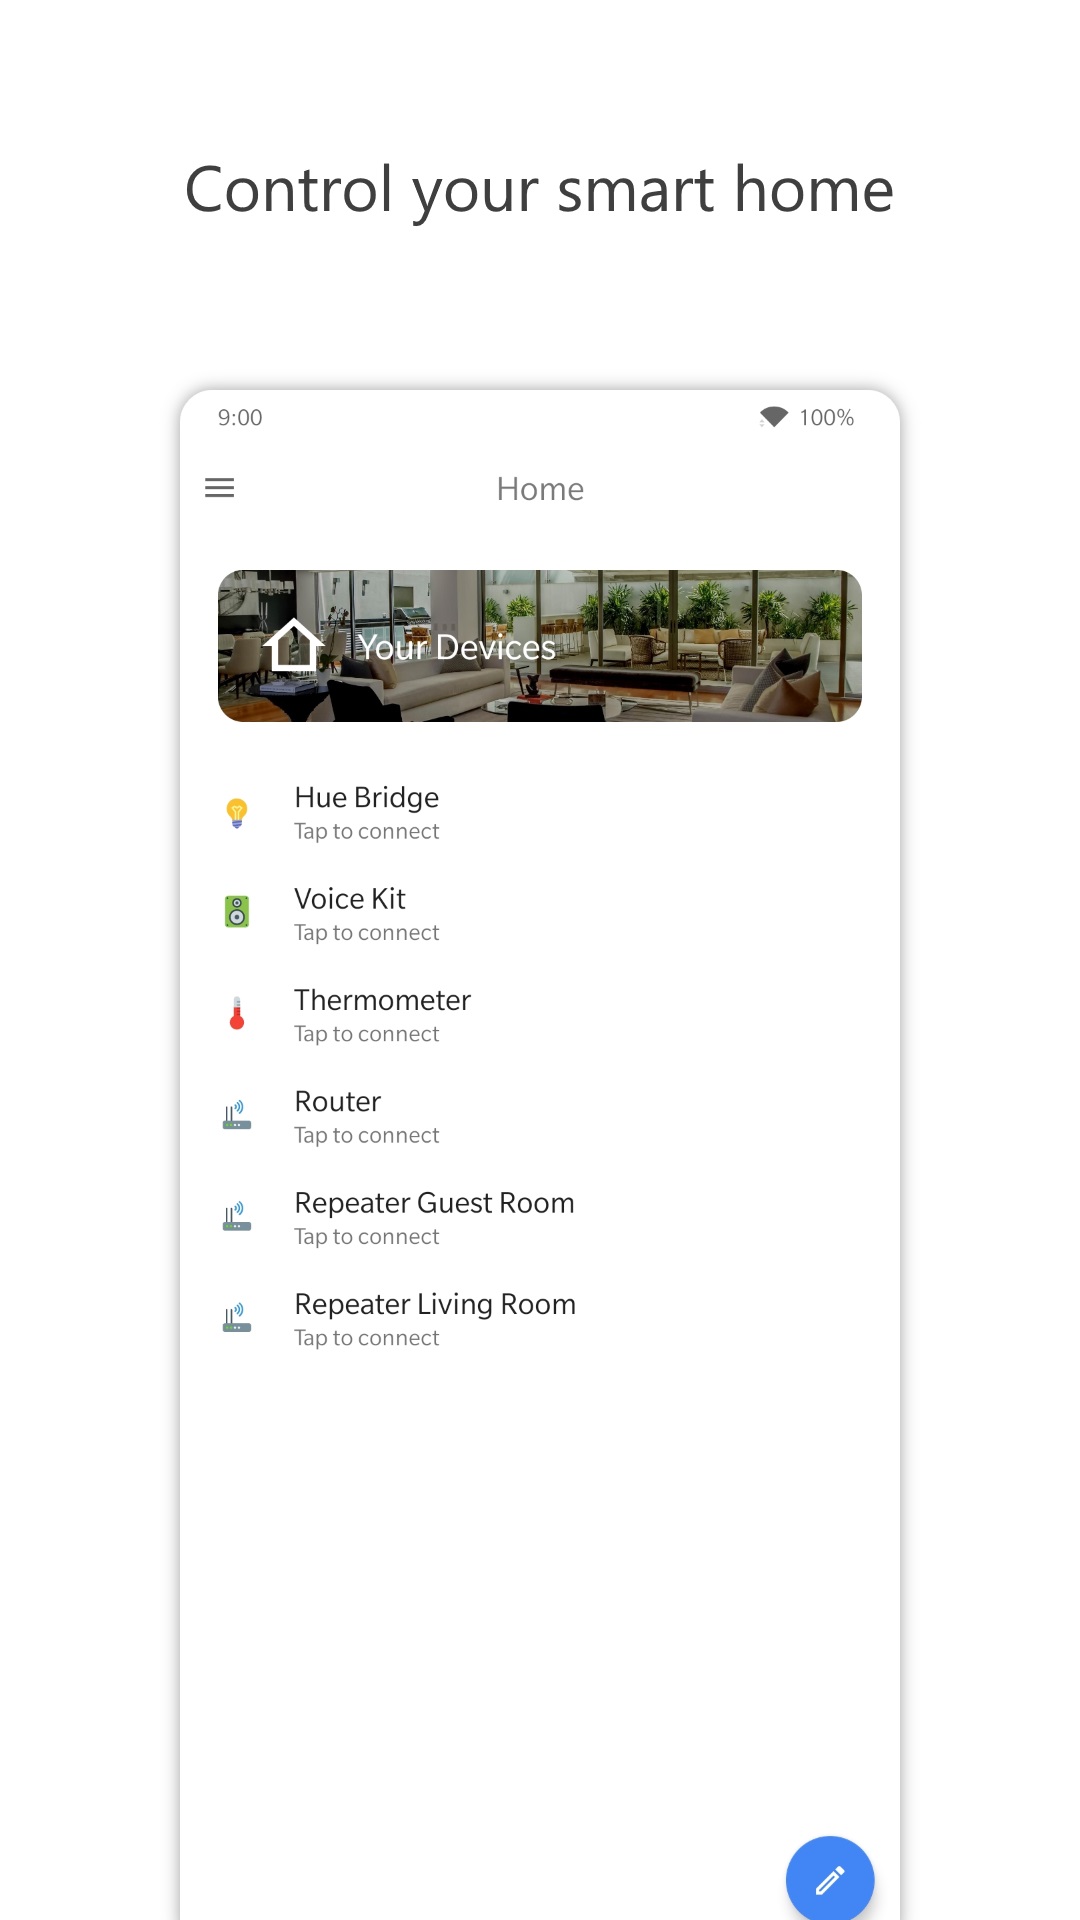 Control your smart home
9:00
100%
Home
Your Devices
Hue Bridge
Tap to connect
Voice Kit
Tap to connect
Thermometer
Tap to connect
Router
Tap to connect
Repeater Guest Room
Tap to connect
Repeater Living Room
Tap to connect